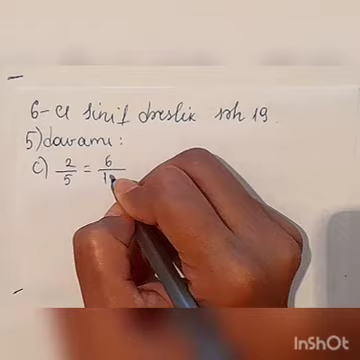 6-cı sinif dərslik səh 19.
5) davamı:
c) 2/5 = 6/1
InShOt